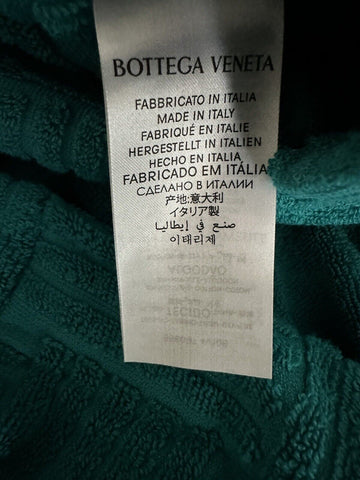 BOTTEGA VENETA
FABBRICATO IN ITALIA
MADE IN ITALY
FABRIQUÉ EN ITALIE
HERGESTELLT IN ITALIEN
HECHO EN ITALIA
FABRICADO EM ITÁLIA
СДЕЛАНО В ИТАЛИИ
产地:意大利
イタリア製
صنع في إيطاليا
이태리제
ALGODAO
TECIDO